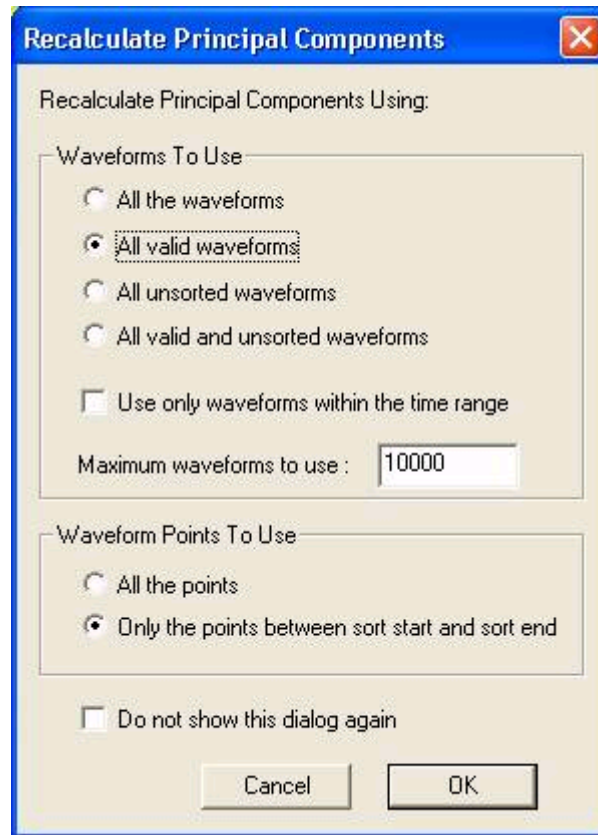 Recalculate Principal Components
Recalculate Principal Components Using:
Waveforms To Use
All the waveforms
All valid waveforms
All unsorted waveforms
All valid and unsorted waveforms
Use only waveforms within the time range
Maximum waveforms to use : 10000
Waveform Points To Use
All the points
Only the points between sort start and sort end
Do not show this dialog again
Cancel OK